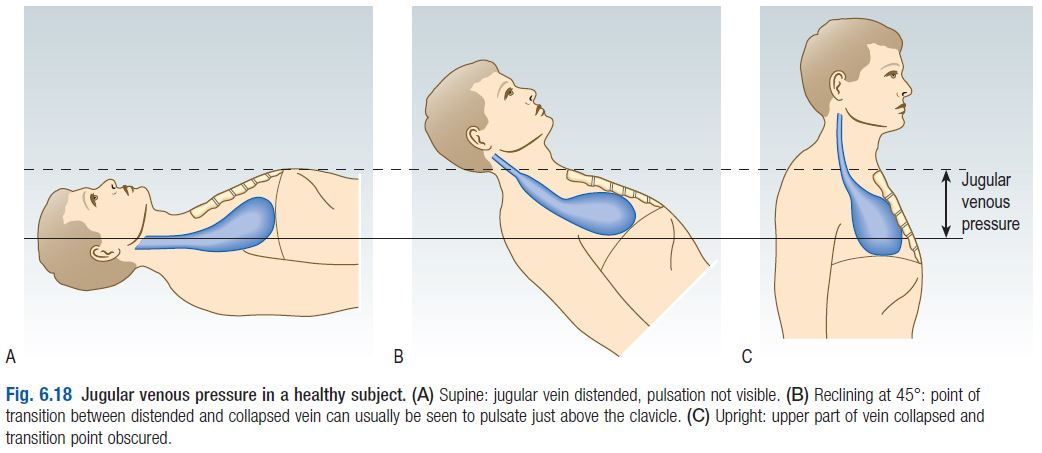 Jugular
venous
pressure
A
B
C
Fig. 6.18 Jugular venous pressure in a healthy subject. (A) Supine: jugular vein distended, pulsation not visible. (B) Reclining at 45°: point of
transition between distended and collapsed vein can usually be seen to pulsate just above the clavicle. (C) Upright: upper part of vein collapsed and
transition point obscured.